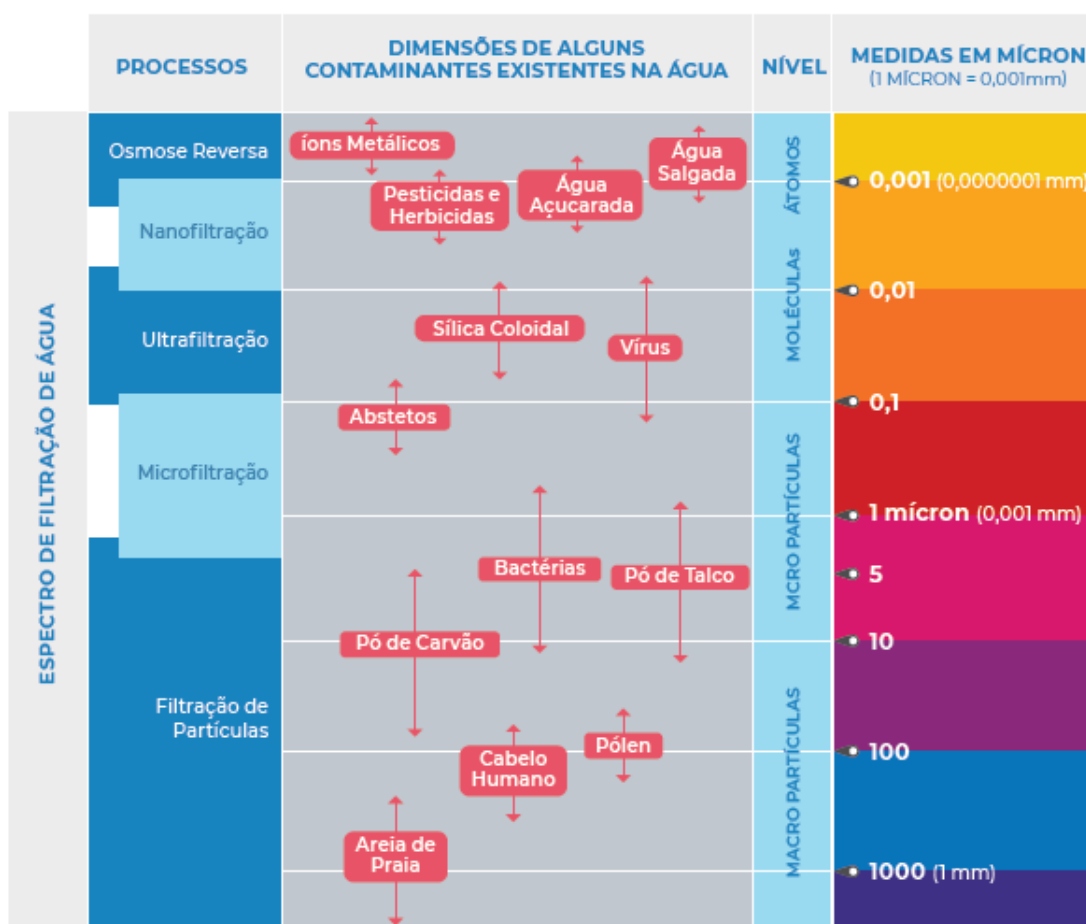 PROCESSOS
DIMENSÕES DE ALGUNS
CONTAMINANTES EXISTENTES NA ÁGUA
NÍVEL
MEDIDAS EM MÍCRON
(1 MÍCRON = 0,001mm)
ESPECTRO DE FILTRAÇÃO DE ÁGUA
Osmose Reversa
Nanofiltração
Ultrafiltração
Microfiltração
Filtração de
Partículas
íons Metálicos
Água
Salgada
Pesticidas e
Herbicidas
Água
Açucarada
Sílica Coloidal
Vírus
Abstetos
Bactérias
Pó de Talco
Pó de Carvão
Pólen
Cabelo
Humano
Areia de
Praia
ÁTOMOS
MOLÉCULAs
MCRO PARTÍCULAS
MACRO PARTÍCULAS
0,001 (0,0000001 mm)
0,01
0,1
1 mícron (0,001 mm)
5
10
100
1000 (1 mm)